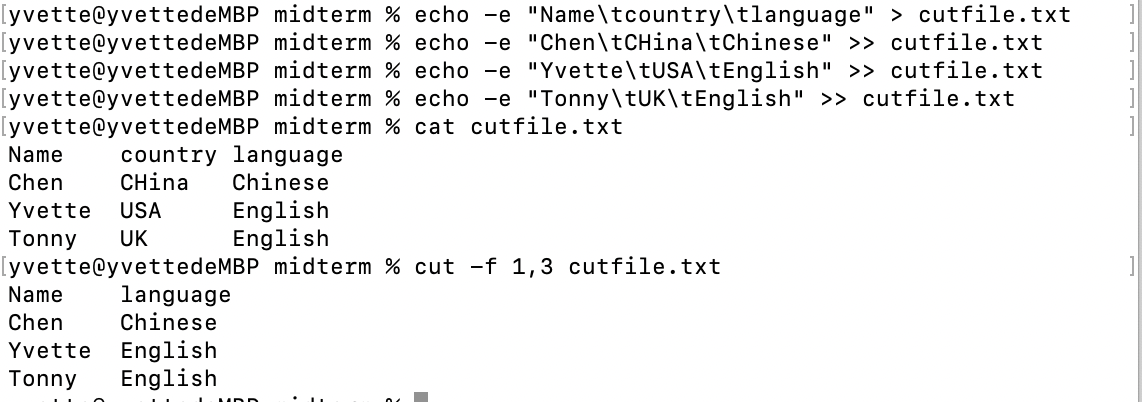 [yvette@yvettedeMBP midterm % echo -e "Name\tcountry\tlanguage" > cutfile.txt ]
[yvette@yvettedeMBP midterm % echo -e "Chen\tCHina\tChinese" >> cutfile.txt ]
[yvette@yvettedeMBP midterm % echo -e "Yvette\tUSA\tEnglish" >> cutfile.txt ]
[yvette@yvettedeMBP midterm % echo -e "Tonny\tUK\tEnglish" >> cutfile.txt ]
[yvette@yvettedeMBP midterm % cat cutfile.txt ]
Name country language
Chen CHina Chinese
Yvette USA English
Tonny UK English
[yvette@yvettedeMBP midterm % cut -f 1,3 cutfile.txt ]
Name language
Chen Chinese
Yvette English
Tonny English
yvette@yvettedeMBP midterm %